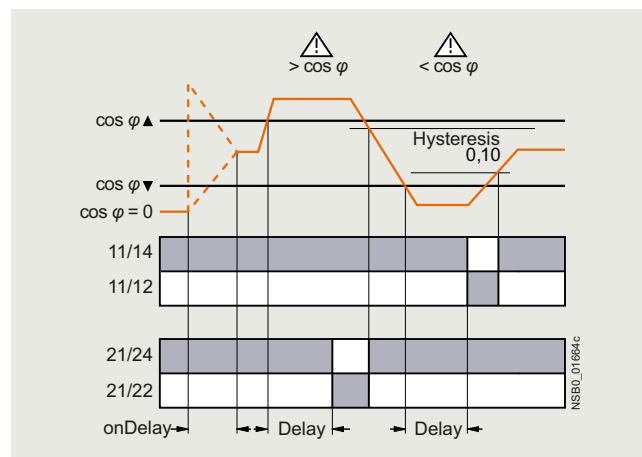 > cos φ
< cos φ
cos φ ▲
Hysteresis
0,10
cos φ ▼
cos φ = 0
11/14
11/12
21/24
21/22
onDelay
Delay
Delay
NSB0_01664c